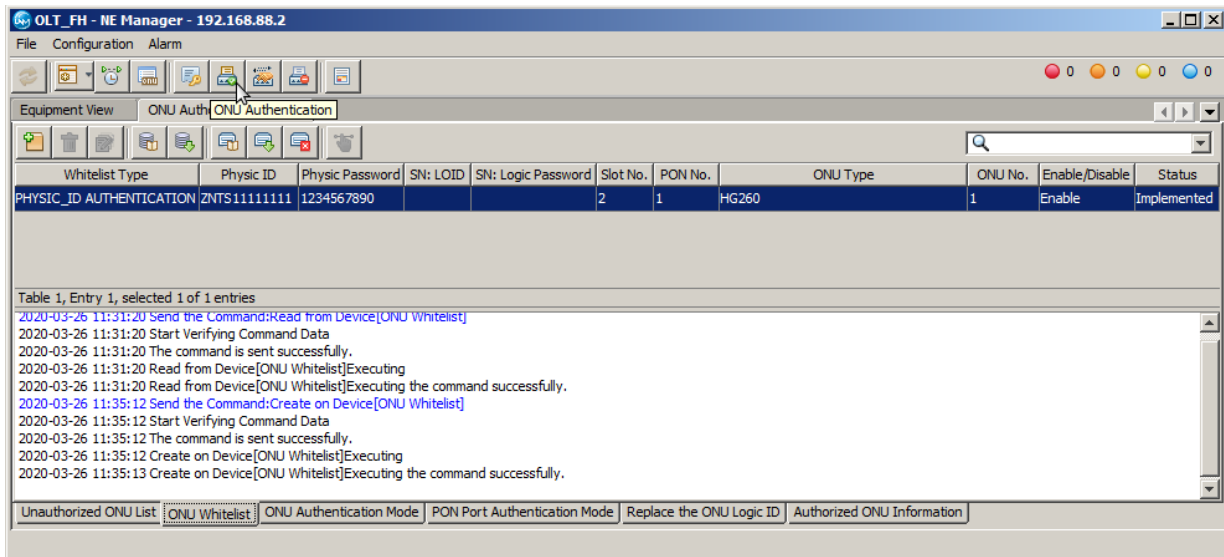 OLT_FH - NE Manager - 192.168.88.2
File Configuration Alarm
0 0 0 0
Equipment View ONU Auth ONU Authentication
Whitelist Type Physic ID Physic Password SN: LOID SN: Logic Password Slot No. PON No. ONU Type ONU No. Enable/Disable Status
PHYSIC_ID AUTHENTICATION ZNTS11111111 1234567890 2 1 HG260 1 Enable Implemented
Table 1, Entry 1, selected 1 of 1 entries
2020-03-26 11:31:20 Send the Command:Read from Device[ONU Whitelist]
2020-03-26 11:31:20 Start Verifying Command Data
2020-03-26 11:31:20 The command is sent successfully.
2020-03-26 11:31:20 Read from Device[ONU Whitelist]Executing
2020-03-26 11:31:20 Read from Device[ONU Whitelist]Executing the command successfully.
2020-03-26 11:35:12 Send the Command:Create on Device[ONU Whitelist]
2020-03-26 11:35:12 Start Verifying Command Data
2020-03-26 11:35:12 The command is sent successfully.
2020-03-26 11:35:12 Create on Device[ONU Whitelist]Executing
2020-03-26 11:35:13 Create on Device[ONU Whitelist]Executing the command successfully.
Unauthorized ONU List ONU Whitelist ONU Authentication Mode PON Port Authentication Mode Replace the ONU Logic ID Authorized ONU Information